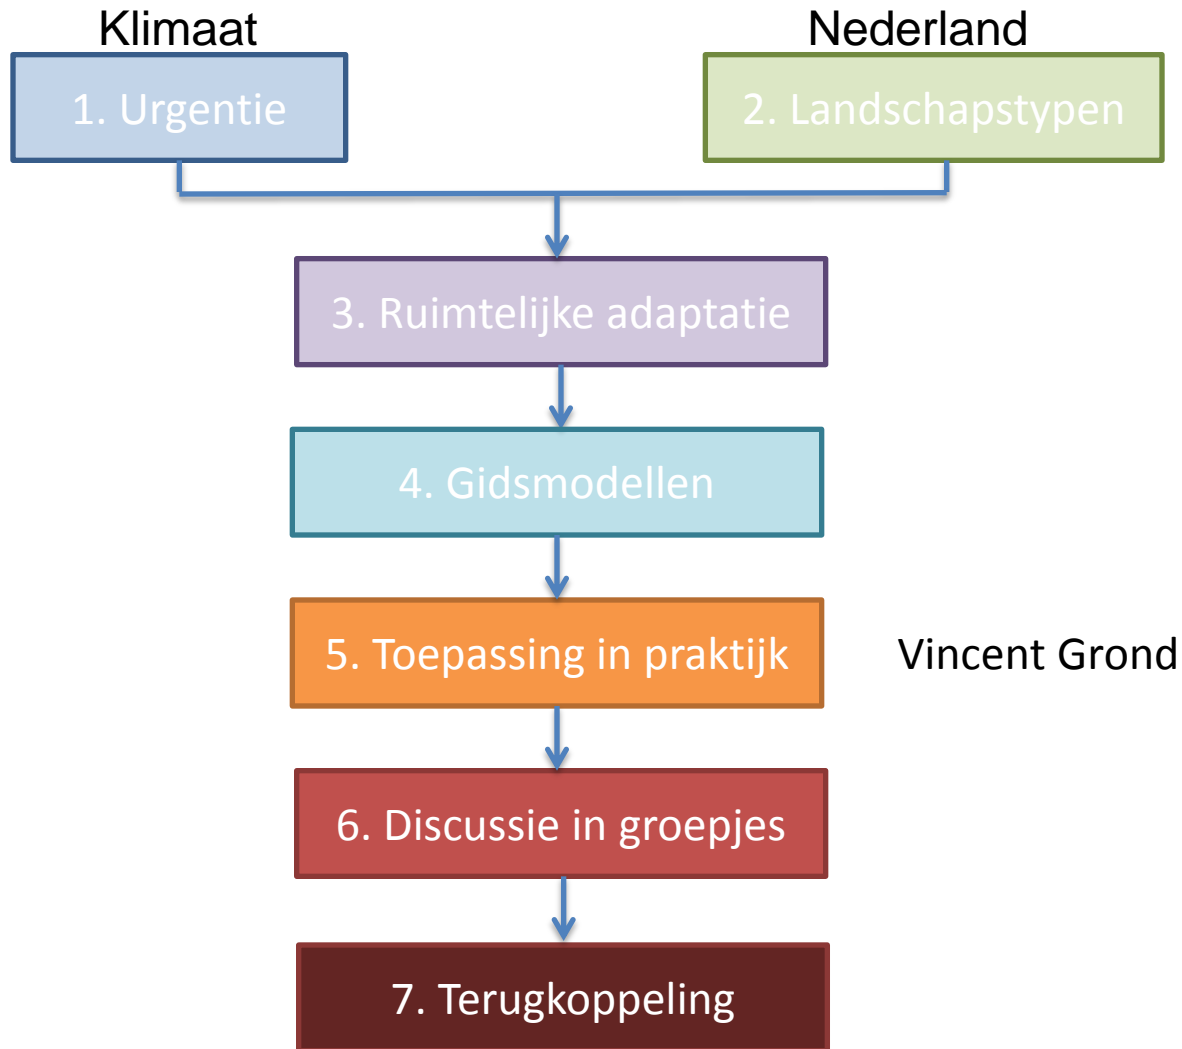 Klimaat
Nederland
1. Urgentie
2. Landschapstypen
3. Ruimtelijke adaptatie
4. Gidsmodellen
5. Toepassing in praktijk
Vincent Grond
6. Discussie in groepjes
7. Terugkoppeling